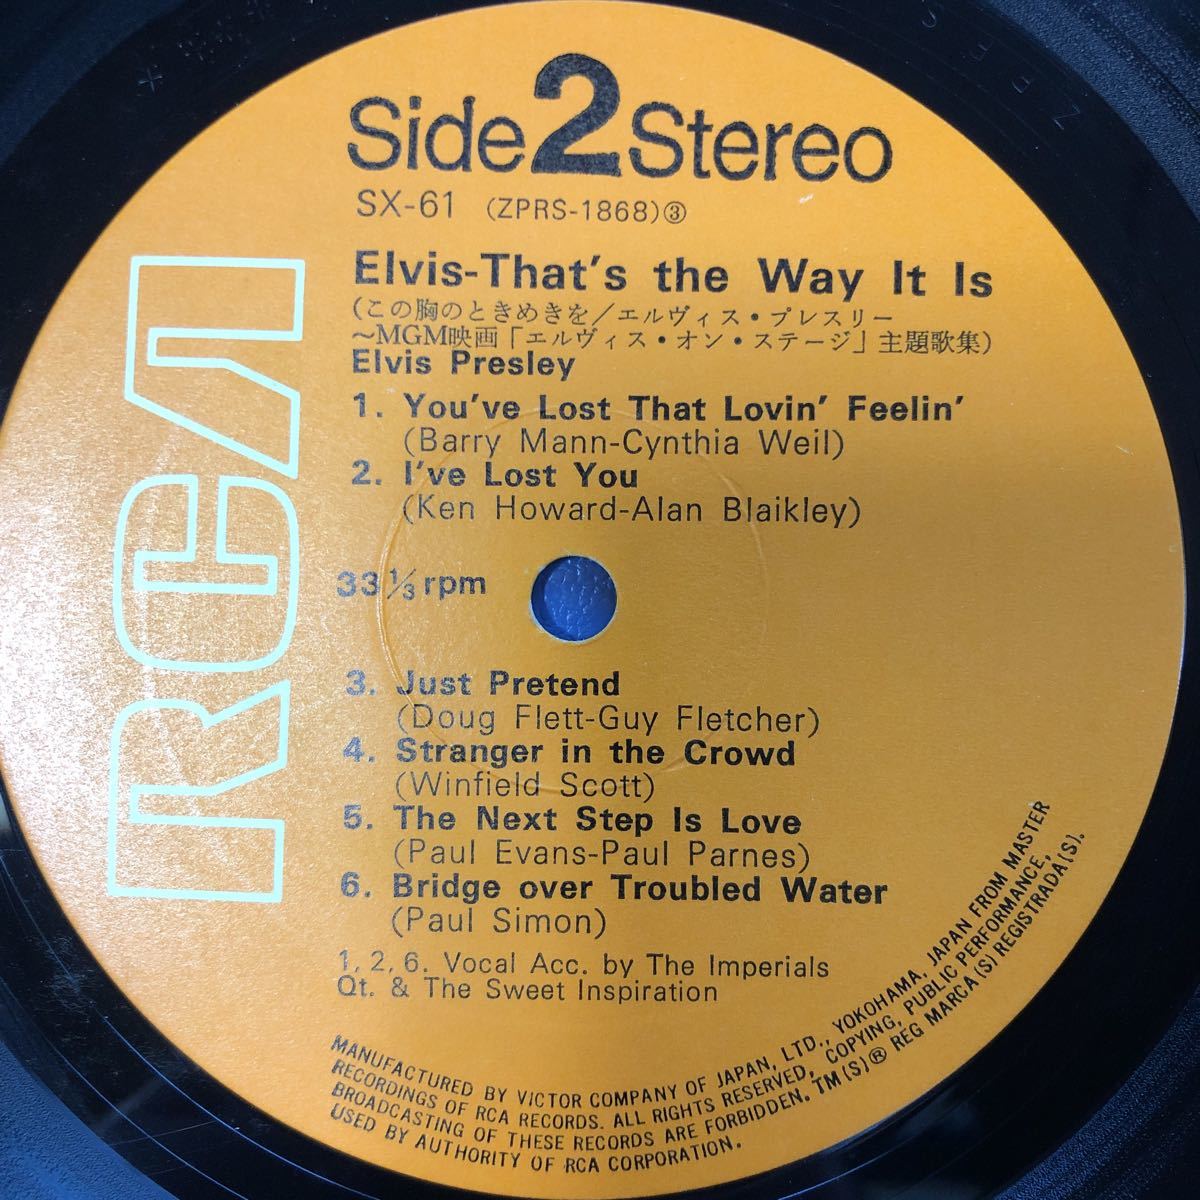 Side 2 Stereo
SX-61 (ZPRS-1868)③
Elvis-That's the Way It Is
(この胸のときめきを/エルヴィス・プレスリー
〜MGM映画「エルヴィス・オン・ステージ」主題歌集)
Elvis Presley
1. You've Lost That Lovin' Feelin'
(Barry Mann-Cynthia Weil)
2. I've Lost You
(Ken Howard-Alan Blaikley)
33⅓ rpm
3. Just Pretend
(Doug Flett-Guy Fletcher)
4. Stranger in the Crowd
(Winfield Scott)
5. The Next Step Is Love
(Paul Evans-Paul Parnes)
6. Bridge over Troubled Water
(Paul Simon)
1, 2, 6. Vocal Acc. by The Imperials
Qt. & The Sweet Inspiration
RCA
MANUFACTURED BY VICTOR COMPANY OF JAPAN, LTD., YOKOHAMA, JAPAN FROM MASTER
RECORDINGS OF RCA RECORDS. ALL RIGHTS RESERVED, COPYING, PUBLIC PERFORMANCE,
BROADCASTING OF THESE RECORDS ARE FORBIDDEN. TM(S)® REG MARCA(S) REGISTRADA(S).
USED BY AUTHORITY OF RCA CORPORATION.